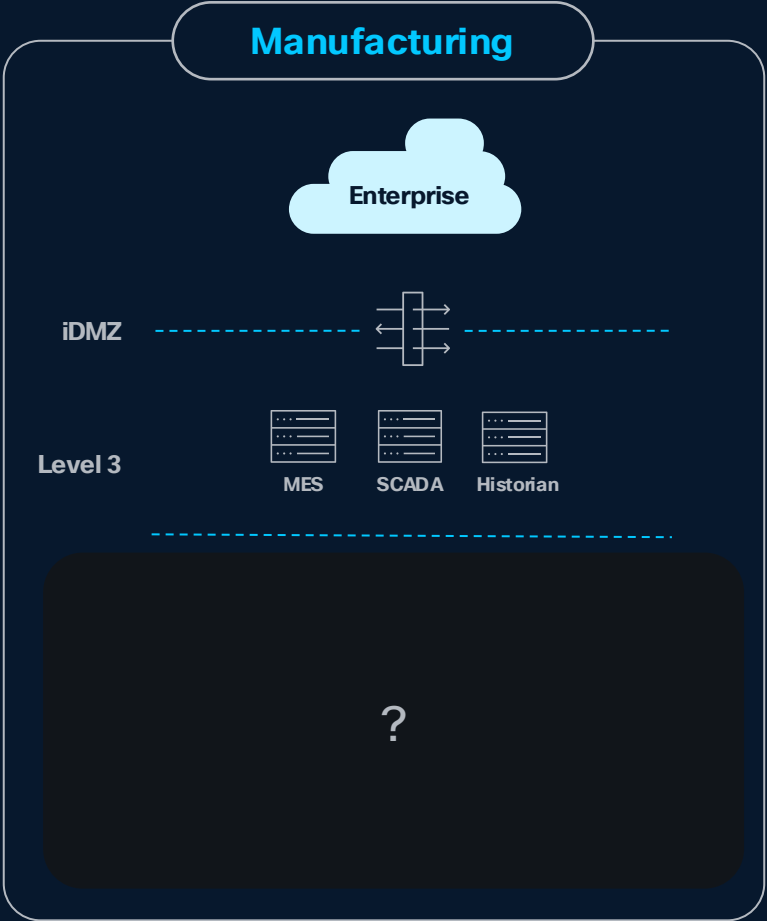 Manufacturing
Enterprise
iDMZ
Level 3
MES
SCADA
Historian
?